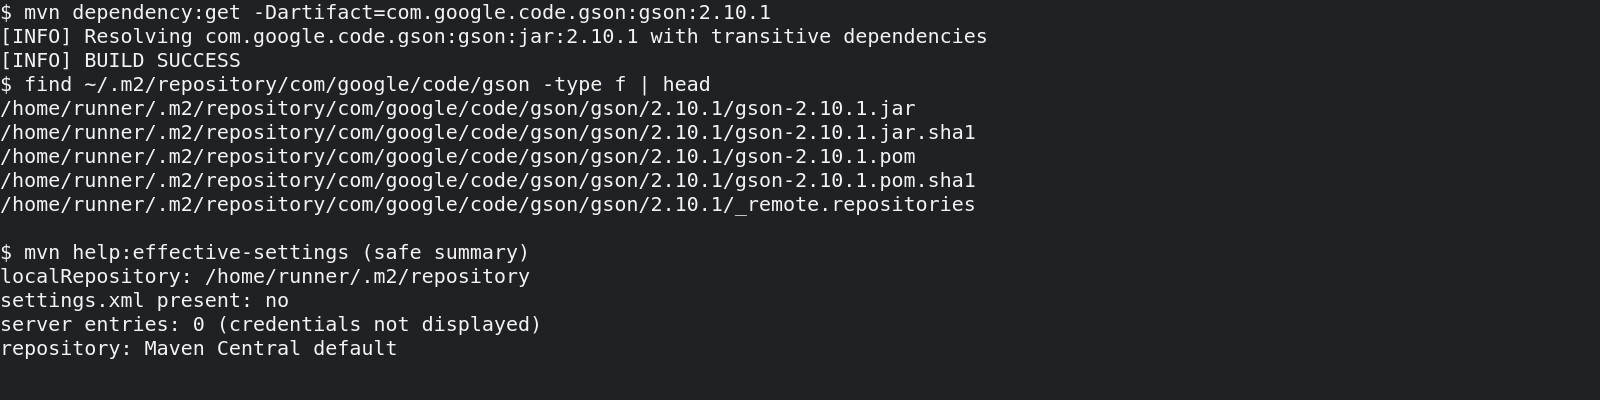 $ mvn dependency:get -Dartifact=com.google.code.gson:gson:2.10.1
[INFO] Resolving com.google.code.gson:gson:jar:2.10.1 with transitive dependencies
[INFO] BUILD SUCCESS
$ find ~/.m2/repository/com/google/code/gson -type f | head
/home/runner/.m2/repository/com/google/code/gson/gson/2.10.1/gson-2.10.1.jar
/home/runner/.m2/repository/com/google/code/gson/gson/2.10.1/gson-2.10.1.jar.sha1
/home/runner/.m2/repository/com/google/code/gson/gson/2.10.1/gson-2.10.1.pom
/home/runner/.m2/repository/com/google/code/gson/gson/2.10.1/gson-2.10.1.pom.sha1
/home/runner/.m2/repository/com/google/code/gson/gson/2.10.1/_remote.repositories

$ mvn help:effective-settings (safe summary)
localRepository: /home/runner/.m2/repository
settings.xml present: no
server entries: 0 (credentials not displayed)
repository: Maven Central default